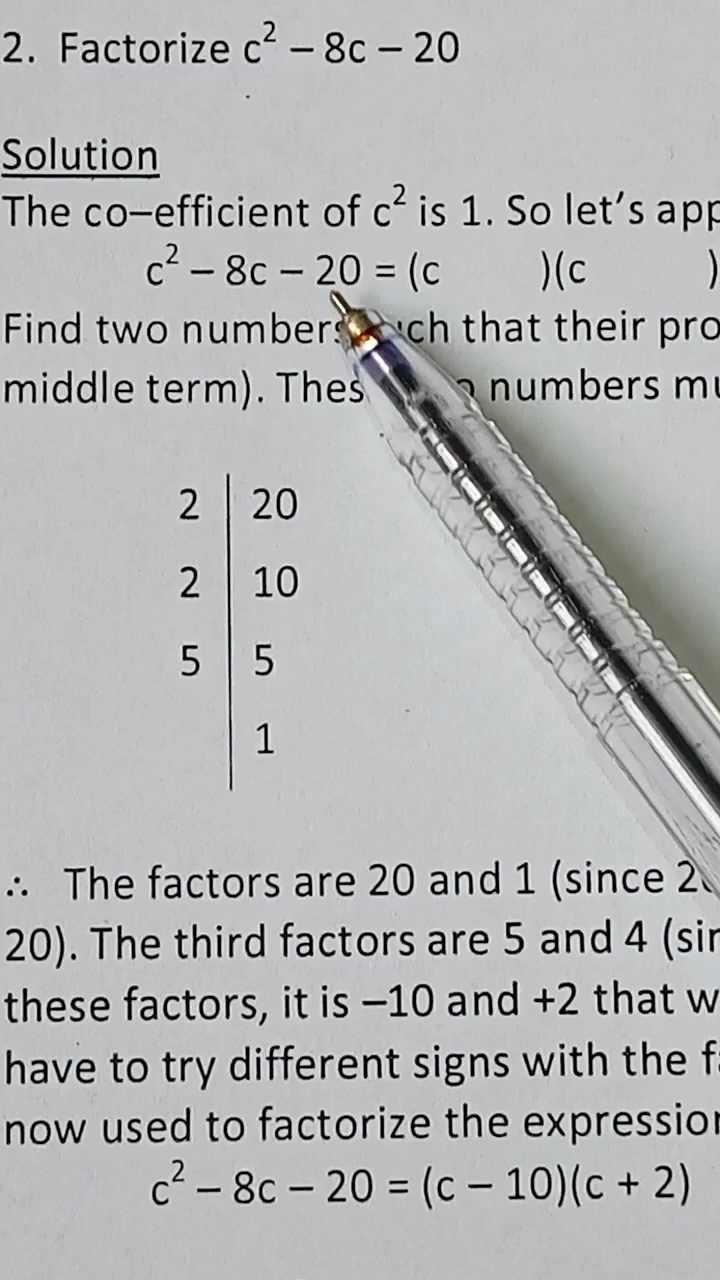 2. Factorize c² – 8c – 20
Solution
The co–efficient of c² is 1. So let's app
c² – 8c – 20 = (c )(c )
Find two numbers ch that their pro
middle term). Thes numbers mu
2 20
2 10
5 5
1
∴ The factors are 20 and 1 (since 2
20). The third factors are 5 and 4 (sin
these factors, it is –10 and +2 that w
have to try different signs with the fa
now used to factorize the expression
c² – 8c – 20 = (c – 10)(c + 2)